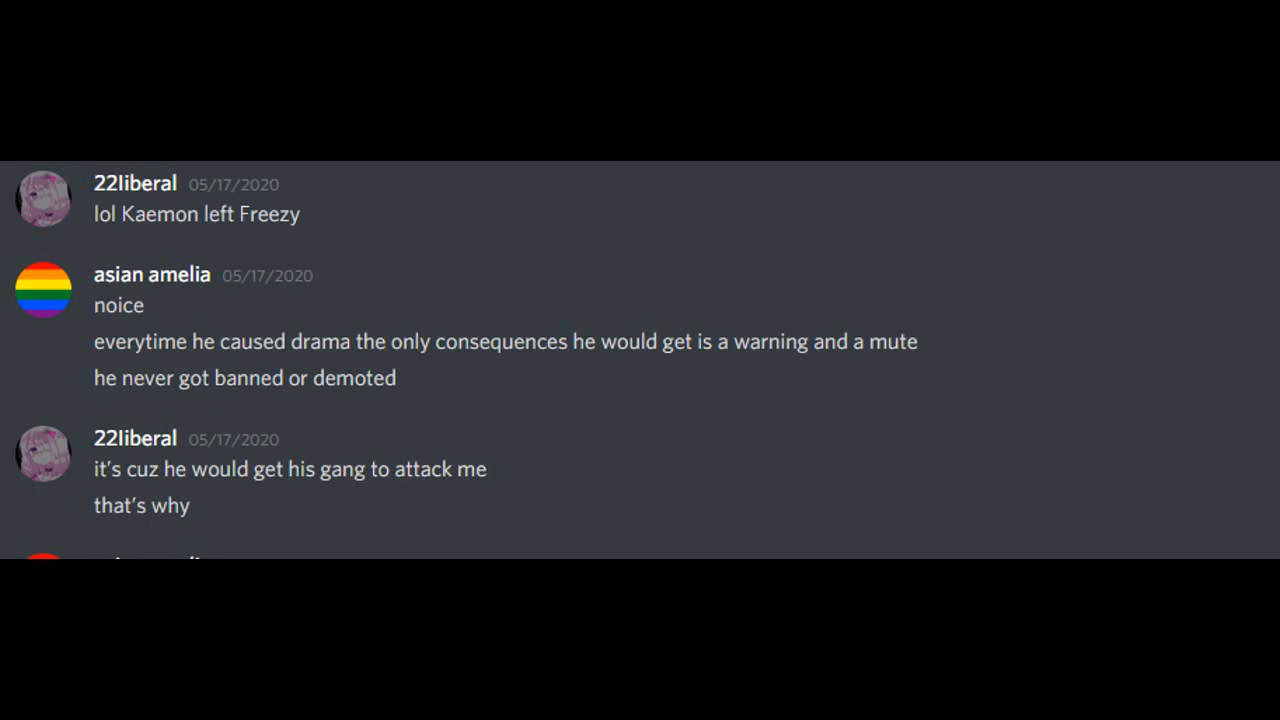 22liberal 05/17/2020
lol Kaemon left Freezy
asian amelia 05/17/2020
noice
everytime he caused drama the only consequences he would get is a warning and a mute
he never got banned or demoted
22liberal 05/17/2020
it's cuz he would get his gang to attack me
that's why